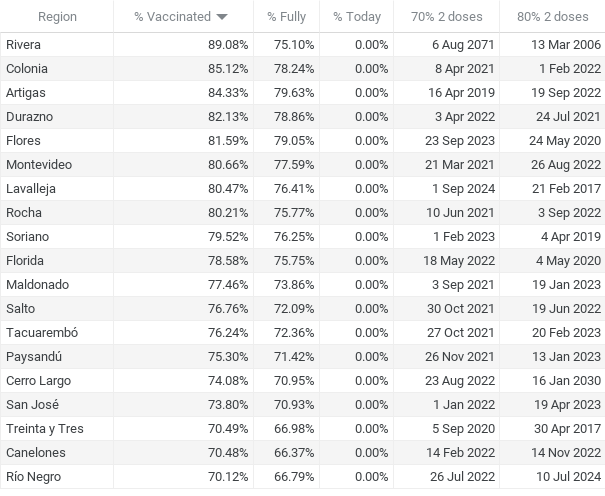 Region % Vaccinated % Fully % Today 70% 2 doses 80% 2 doses
Rivera 89.08% 75.10% 0.00% 6 Aug 2071 13 Mar 2006
Colonia 85.12% 78.24% 0.00% 8 Apr 2021 1 Feb 2022
Artigas 84.33% 79.63% 0.00% 16 Apr 2019 19 Sep 2022
Durazno 82.13% 78.86% 0.00% 3 Apr 2022 24 Jul 2021
Flores 81.59% 79.05% 0.00% 23 Sep 2023 24 May 2020
Montevideo 80.66% 77.59% 0.00% 21 Mar 2021 26 Aug 2022
Lavalleja 80.47% 76.41% 0.00% 1 Sep 2024 21 Feb 2017
Rocha 80.21% 75.77% 0.00% 10 Jun 2021 3 Sep 2022
Soriano 79.52% 76.25% 0.00% 1 Feb 2023 4 Apr 2019
Florida 78.58% 75.75% 0.00% 18 May 2022 4 May 2020
Maldonado 77.46% 73.86% 0.00% 3 Sep 2021 19 Jan 2023
Salto 76.76% 72.09% 0.00% 30 Oct 2021 19 Jun 2022
Tacuarembó 76.24% 72.36% 0.00% 27 Oct 2021 20 Feb 2023
Paysandú 75.30% 71.42% 0.00% 26 Nov 2021 13 Jan 2023
Cerro Largo 74.08% 70.95% 0.00% 23 Aug 2022 16 Jan 2030
San José 73.80% 70.93% 0.00% 1 Jan 2022 19 Apr 2023
Treinta y Tres 70.49% 66.98% 0.00% 5 Sep 2020 30 Apr 2017
Canelones 70.48% 66.37% 0.00% 14 Feb 2022 14 Nov 2022
Río Negro 70.12% 66.79% 0.00% 26 Jul 2022 10 Jul 2024